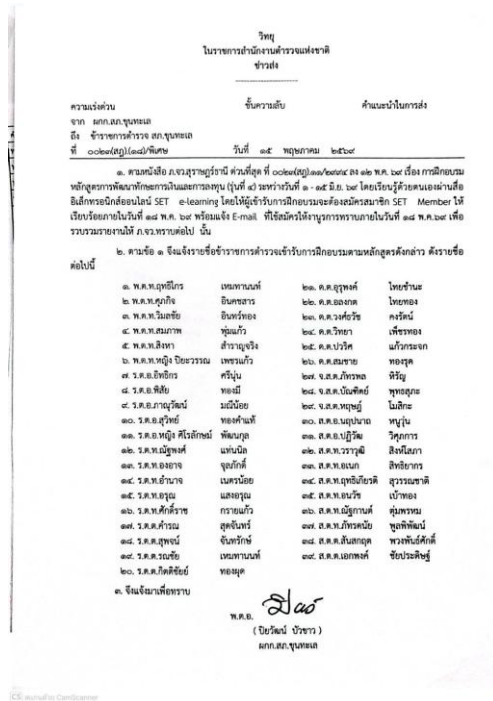 วิทยุ
ในราชการสำนักงานตำรวจแห่งชาติ
ข่าวส่ง
ความเร่งด่วน ชั้นความลับ คำแนะนำในการส่ง
จาก ผกก.สภ.ขุนทะเล
ถึง ข้าราชการตำรวจ สภ.ขุนทะเล
ที่ ๐๐๒๓(สฎ).(๑๘)/พิเศษ วันที่ ๑๕ พฤษภาคม ๒๕๖๙
๑. ตามหนังสือ ภ.จว.สุราษฎร์ธานี ด่วนที่สุด ที่ ๐๐๒๓(สฎ).๑๑/๒๙๙๔ ลง ๑๒ พ.ค. ๖๙ เรื่อง การฝึกอบรม
หลักสูตรการพัฒนาทักษะการเงินและการลงทุน (รุ่นที่ ๔) ระหว่างวันที่ ๑ - ๑๕ มิ.ย. ๖๙ โดยเรียนรู้ด้วยตนเองผ่านสื่อ
อิเล็กทรอนิกส์ออนไลน์ SET e-learning โดยให้ผู้เข้ารับการฝึกอบรมจะต้องสมัครสมาชิก SET Member ให้
เรียบร้อยภายในวันที่ ๑๘ พ.ค. ๖๙ พร้อมแจ้ง E-mail ที่ใช้สมัครให้งานธุรการทราบภายในวันที่ ๑๘ พ.ค.๖๙ เพื่อ
รวบรวมรายงานให้ ภ.จว.ทราบต่อไป นั้น
๒. ตามข้อ ๑ จึงแจ้งรายชื่อข้าราชการตำรวจเข้ารับการฝึกอบรมตามหลักสูตรดังกล่าว ดังรายชื่อ
ต่อไปนี้
๑. พ.ต.ท.ฤทธิไกร เหมทานนท์ ๒๑. ด.ต.อุรุพงค์ ไทยชำนะ
๒. พ.ต.ท.ศุภกิจ อินคชสาร ๒๒. ด.ต.อลงกต ไทยทอง
๓. พ.ต.ท.วิมลชัย อินทร์ทอง ๒๓. ด.ต.วงศ์ธวัช คงรัตน์
๔. พ.ต.ท.สมภาพ พุ่มแก้ว ๒๔. ด.ต.วิทยา เพ็ชรทอง
๕. พ.ต.ท.สิงหา สำราญจริง ๒๕. ด.ต.ปวริศ แก้วกระจก
๖. พ.ต.ท.หญิง ปิยะวรรณ เพชรแก้ว ๒๖. ด.ต.สมชาย ทองรุด
๗. ร.ต.อ.อิทธิกร ศรีนุ่น ๒๗. จ.ส.ต.ภัทรพล หิรัญ
๘. ร.ต.อ.พิสัย ทองมี ๒๘. จ.ส.ต.บัณฑิตย์ พุทธสุภะ
๙. ร.ต.อ.ภาณุวัฒน์ มณีน้อย ๒๙. จ.ส.ต.หฤษฎ์ โมสิกะ
๑๐. ร.ต.อ.สุวิทย์ ทองคำแท้ ๓๐. ส.ต.อ.นฤปนาถ หนูวุ่น
๑๑. ร.ต.อ.หญิง ศิโรลักษณ์ พัฒนกุล ๓๑. ส.ต.อ.ปฏิวัฒ วิศุภการ
๑๒. ร.ต.ท.ณัฐพงศ์ แท่นนิล ๓๒. ส.ต.ท.วราวุฒิ สิงห์โสภา
๑๓. ร.ต.ท.องอาจ จุลภักดิ์ ๓๓. ส.ต.ท.อเนก สิทธิยากร
๑๔. ร.ต.ท.อำนาจ เนตรน้อย ๓๔. ส.ต.ท.ฤทธิเกียรติ สุวรรณชาติ
๑๕. ร.ต.ท.อรุณ แสงอรุณ ๓๕. ส.ต.ท.อนวัช เบ้าทอง
๑๖. ร.ต.ท.ศักดิ์ราช กรายแก้ว ๓๖. ส.ต.ท.ณัฐกานต์ ตุ่มพรหม
๑๗. ร.ต.ต.คำรณ สุดจันทร์ ๓๗. ส.ต.ท.ภัทรดนัย พูลพิพัฒน์
๑๘. ร.ต.ต.สุพจน์ จันทรักษ์ ๓๘. ส.ต.ต.สันสกฤต พวงพันธ์ศักดิ์
๑๙. ร.ต.ต.รณชัย เหมทานนท์ ๓๙. ส.ต.ต.เอกพงค์ ชัยประดิษฐ์
๒๐. ร.ต.ต.กิตติชัยย์ ทองผุด
๓. จึงแจ้งมาเพื่อทราบ
พ.ต.อ.
( ปิยวัฒน์ บัวขาว )
ผกก.สภ.ขุนทะเล
CS สแกนด้วย CamScanner